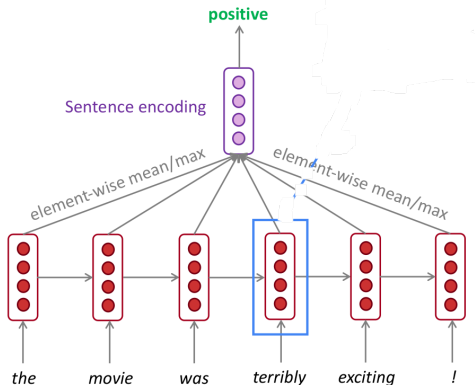 positive
Sentence encoding
element-wise mean/max
element-wise mean/max
the movie was terribly exciting !